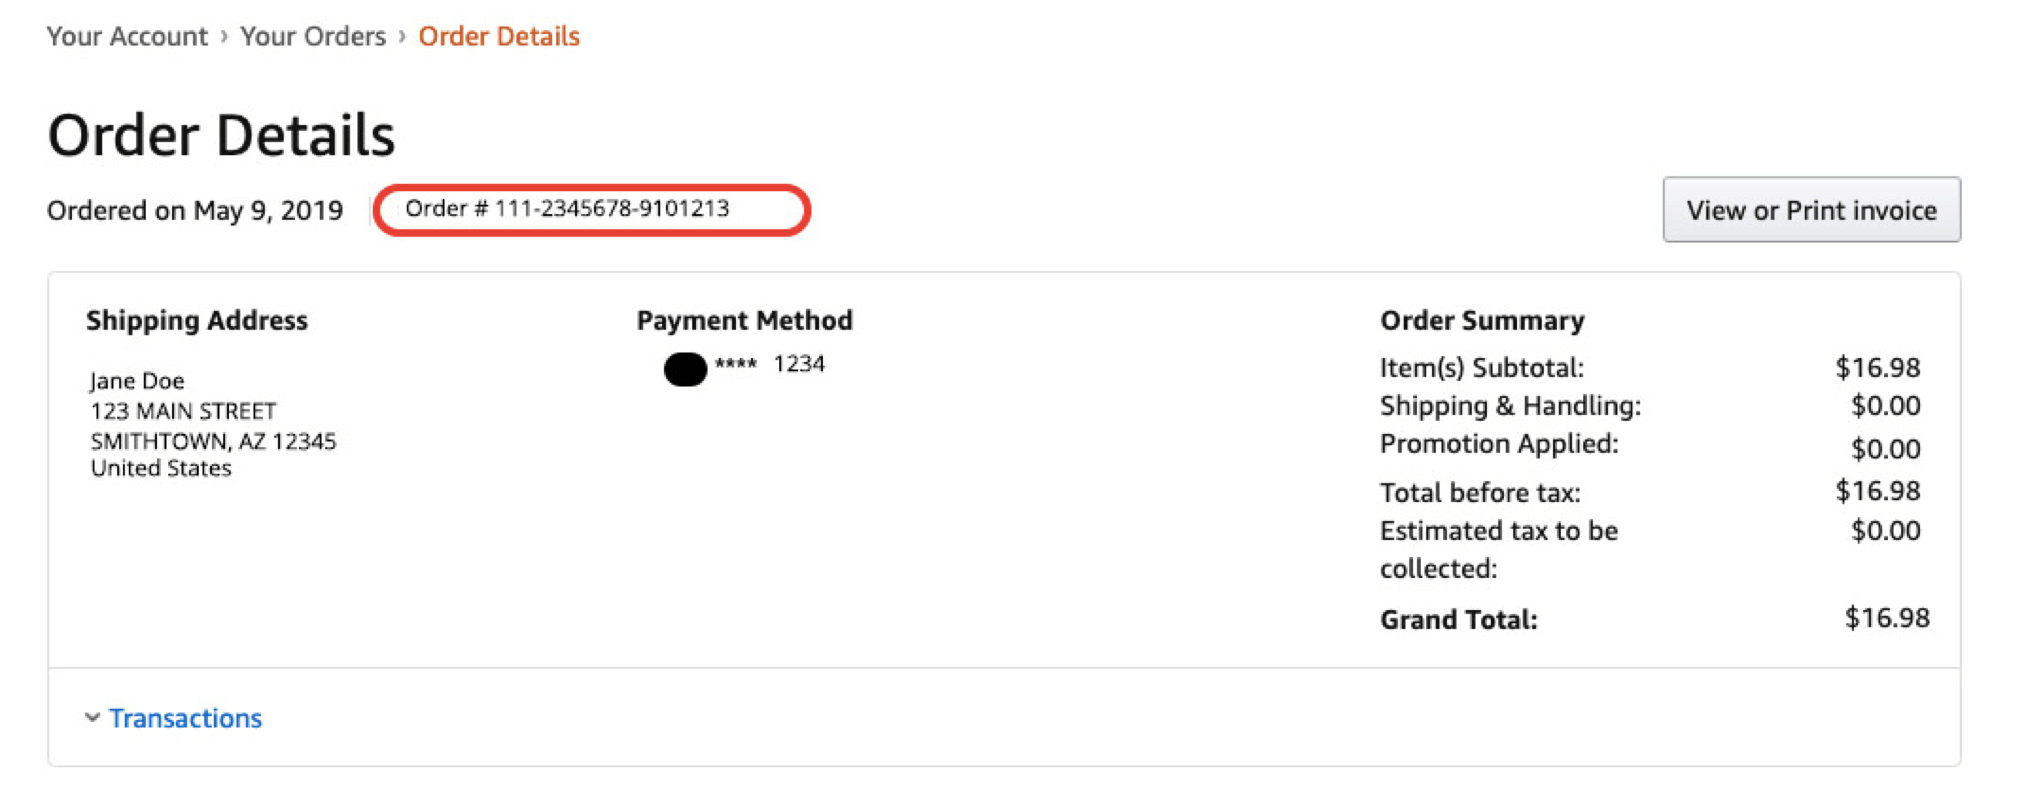 Your Account › Your Orders › Order Details
Order Details
Ordered on May 9, 2019 Order # 111-2345678-9101213
View or Print invoice
Shipping Address
Jane Doe
123 MAIN STREET
SMITHTOWN, AZ 12345
United States
Payment Method
**** 1234
Order Summary
Item(s) Subtotal: $16.98
Shipping & Handling: $0.00
Promotion Applied: $0.00
Total before tax: $16.98
Estimated tax to be $0.00
collected:
Grand Total: $16.98
Transactions